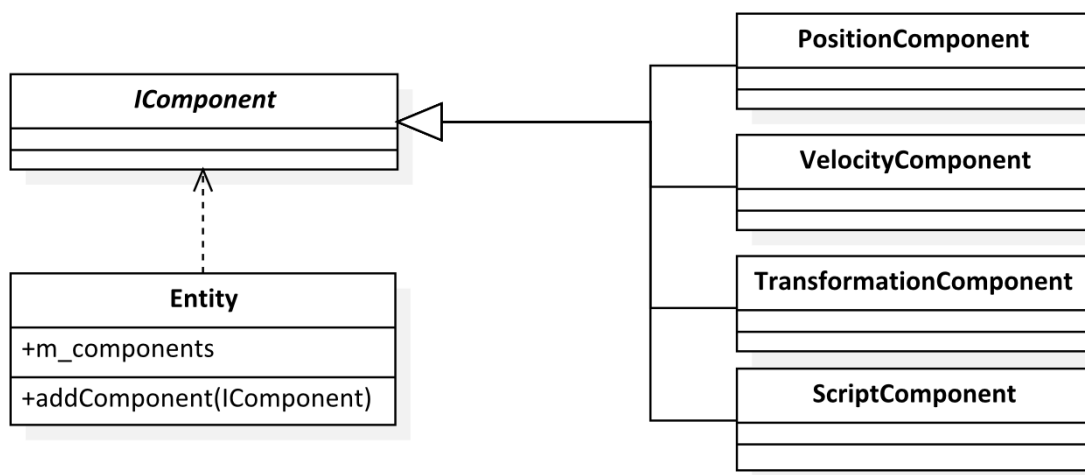 IComponent
Entity
+m_components
+addComponent(IComponent)
PositionComponent
VelocityComponent
TransformationComponent
ScriptComponent